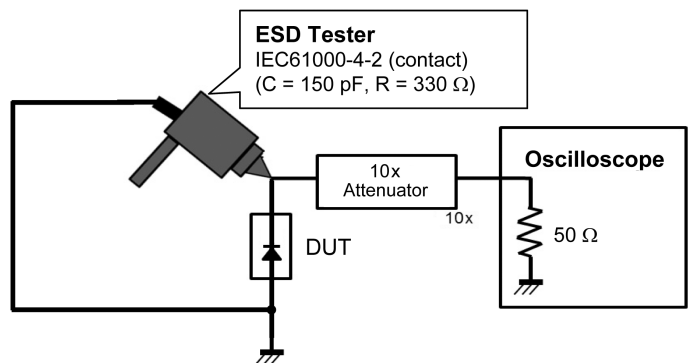 ESD Tester
IEC61000-4-2 (contact)
(C = 150 pF, R = 330 Ω)
10x
Attenuator
10x
Oscilloscope
50 Ω
DUT